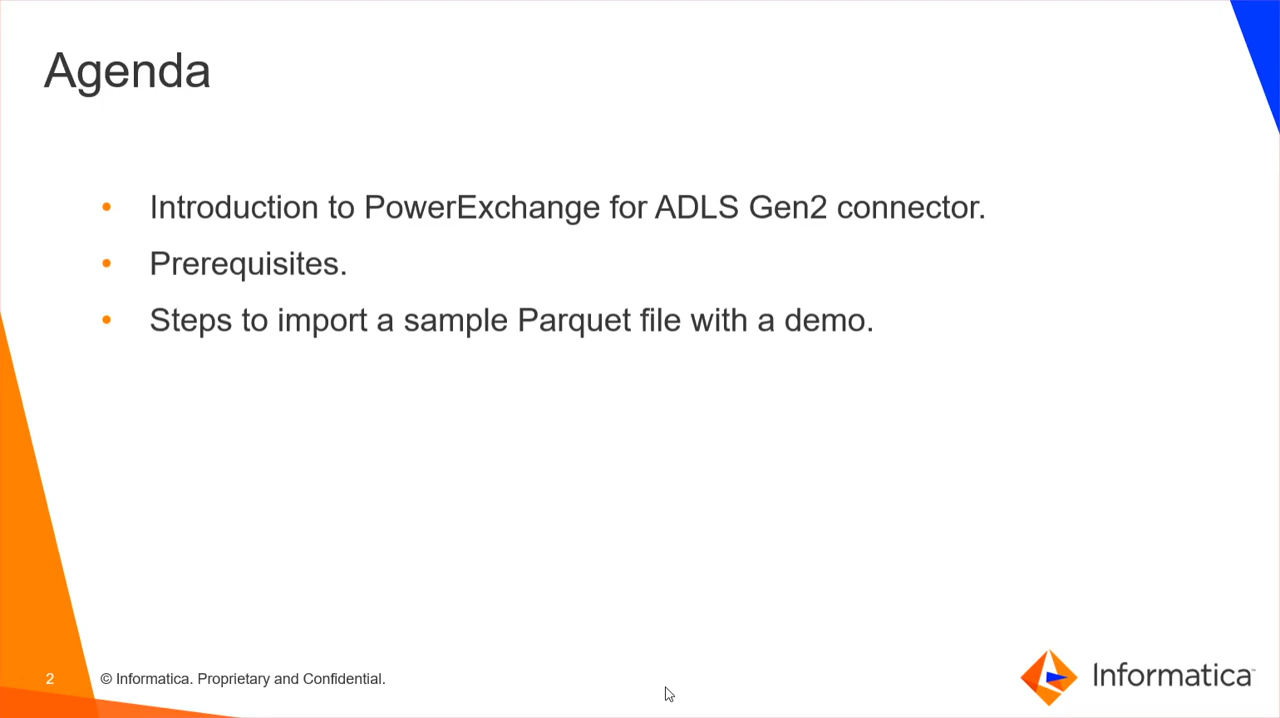 Agenda
• Introduction to PowerExchange for ADLS Gen2 connector.
• Prerequisites.
• Steps to import a sample Parquet file with a demo.
2
© Informatica. Proprietary and Confidential.
Informatica